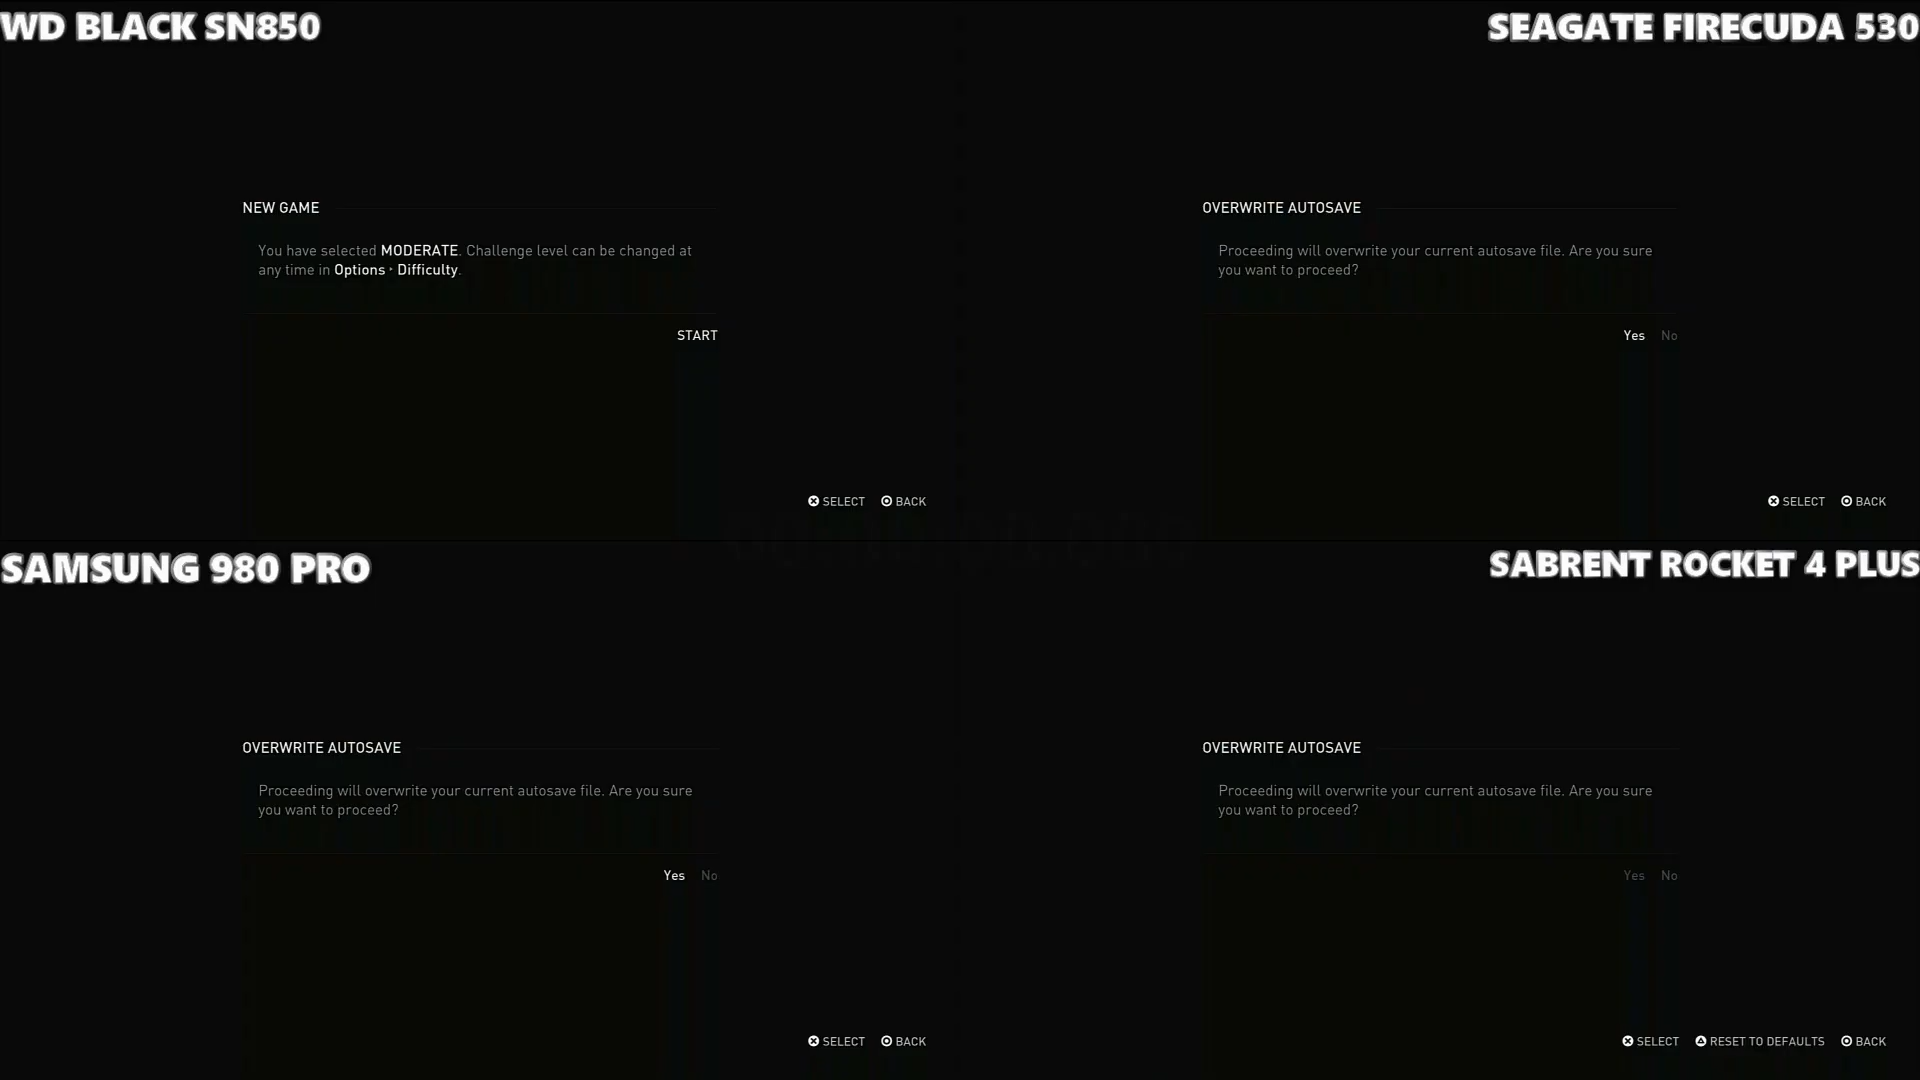 WD BLACK SN850
NEW GAME
You have selected MODERATE. Challenge level can be changed at
any time in Options · Difficulty.
START
SELECT BACK
SEAGATE FIRECUDA 530
OVERWRITE AUTOSAVE
Proceeding will overwrite your current autosave file. Are you sure
you want to proceed?
Yes No
SELECT BACK
SAMSUNG 980 PRO
OVERWRITE AUTOSAVE
Proceeding will overwrite your current autosave file. Are you sure
you want to proceed?
Yes No
SELECT BACK
SABRENT ROCKET 4 PLUS
OVERWRITE AUTOSAVE
Proceeding will overwrite your current autosave file. Are you sure
you want to proceed?
Yes No
SELECT RESET TO DEFAULTS BACK